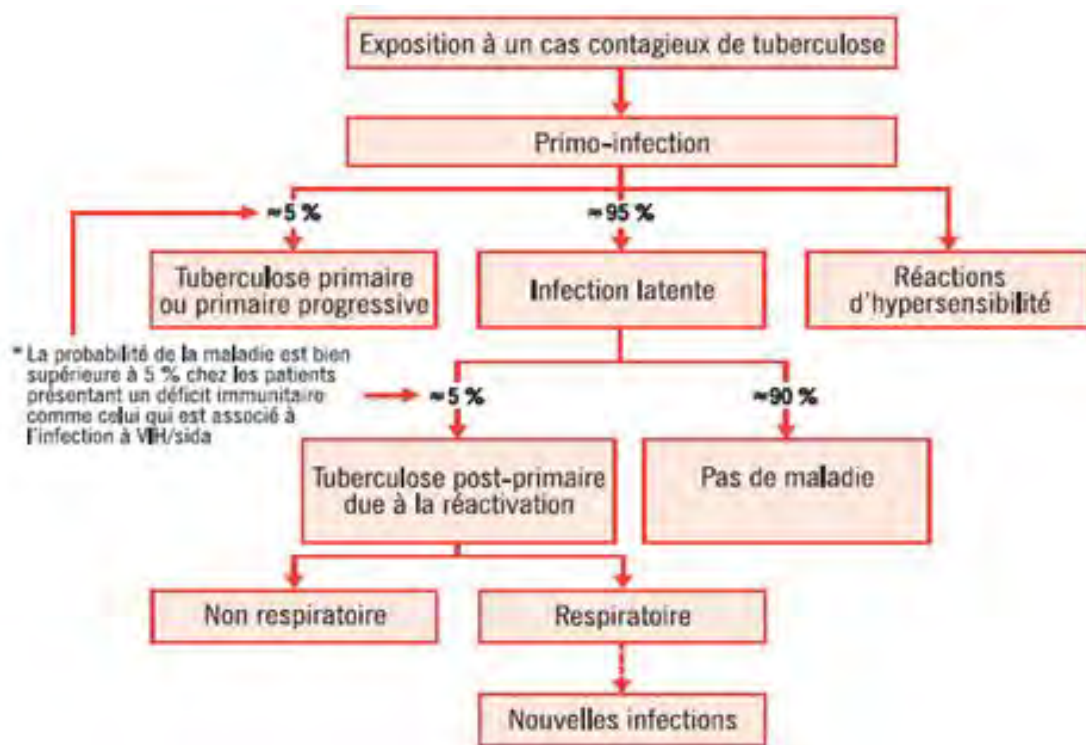 Exposition à un cas contagieux de tuberculose
Primo-infection
≈5 %
≈95 %
Tuberculose primaire
ou primaire progressive
Infection latente
Réactions
d'hypersensibilité
* La probabilité de la maladie est bien
supérieure à 5 % chez les patients
présentant un déficit immunitaire
comme celui qui est associé à
l'infection à VIH/sida
≈5 %
≈90 %
Tuberculose post-primaire
due à la réactivation
Pas de maladie
Non respiratoire
Respiratoire
Nouvelles infections